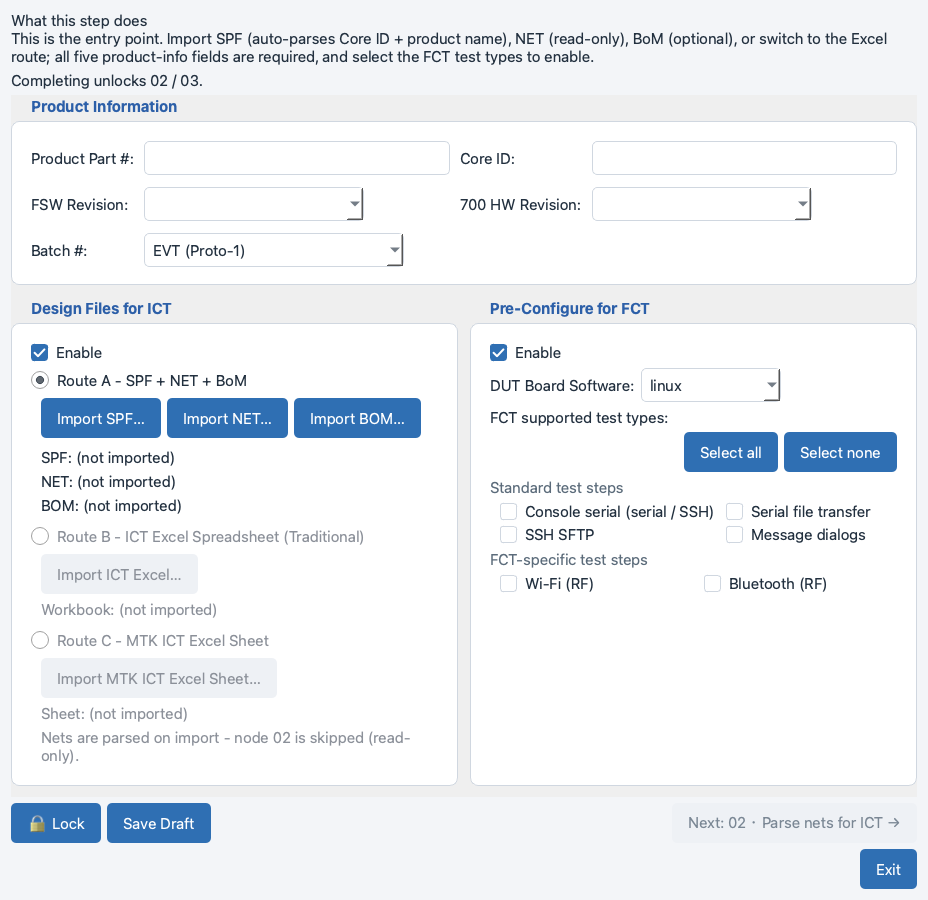 What this step does
This is the entry point. Import SPF (auto-parses Core ID + product name), NET (read-only), BoM (optional), or switch to the Excel
route; all five product-info fields are required, and select the FCT test types to enable.
Completing unlocks 02 / 03.
Product Information
Product Part #:
Core ID:
FSW Revision:
700 HW Revision:
Batch #:
EVT (Proto-1)
Design Files for ICT
Enable
Route A - SPF + NET + BoM
Import SPF...
Import NET...
Import BOM...
SPF: (not imported)
NET: (not imported)
BOM: (not imported)
Route B - ICT Excel Spreadsheet (Traditional)
Import ICT Excel...
Workbook: (not imported)
Route C - MTK ICT Excel Sheet
Import MTK ICT Excel Sheet...
Sheet: (not imported)
Nets are parsed on import - node 02 is skipped (read-
only).
Pre-Configure for FCT
Enable
DUT Board Software:
linux
FCT supported test types:
Select all
Select none
Standard test steps
Console serial (serial / SSH)
Serial file transfer
SSH SFTP
Message dialogs
FCT-specific test steps
Wi-Fi (RF)
Bluetooth (RF)
Lock
Save Draft
Next: 02 · Parse nets for ICT →
Exit